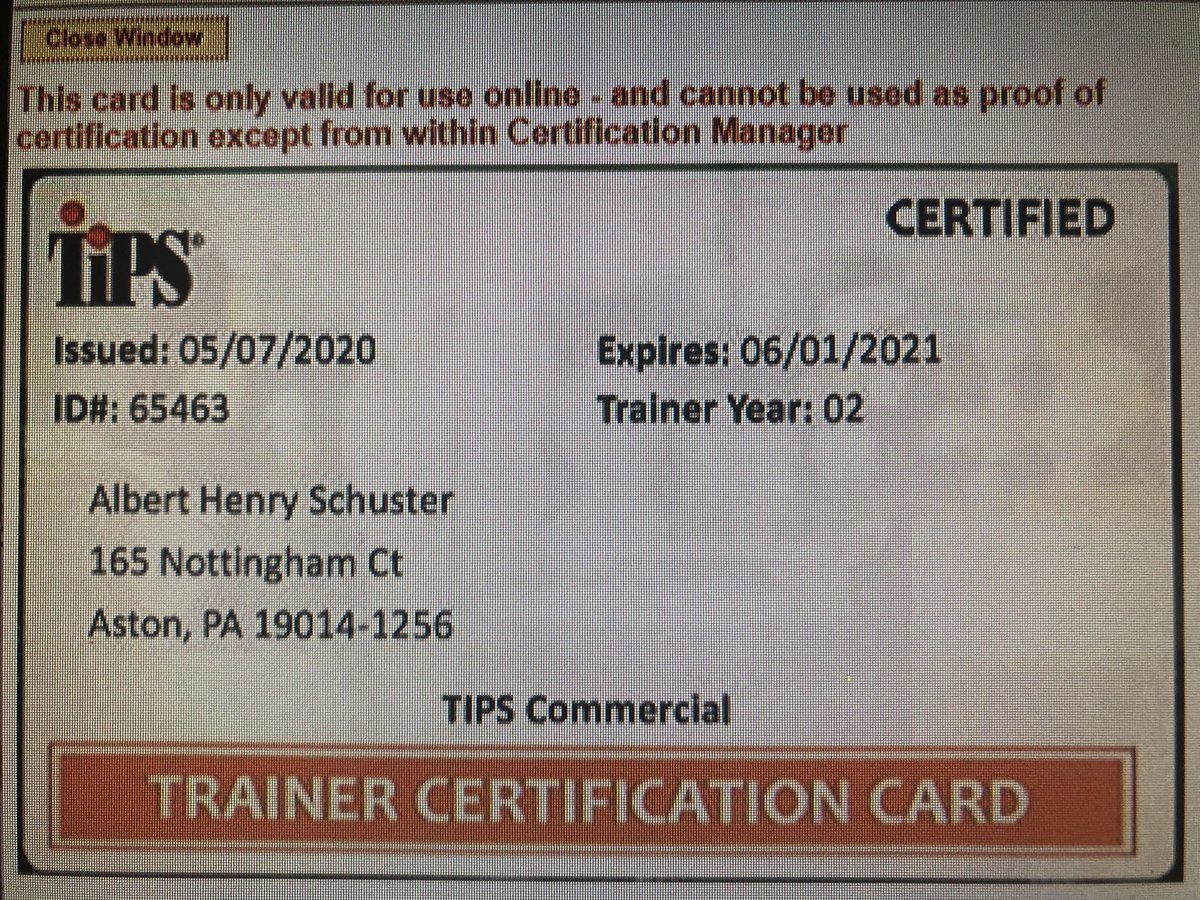 Close Window
This card is only valid for use online - and cannot be used as proof of
certification except from within Certification Manager
TiPS®
CERTIFIED
Issued: 05/07/2020
Expires: 06/01/2021
ID#: 65463
Trainer Year: 02
Albert Henry Schuster
165 Nottingham Ct
Aston, PA 19014-1256
TIPS Commercial
TRAINER CERTIFICATION CARD